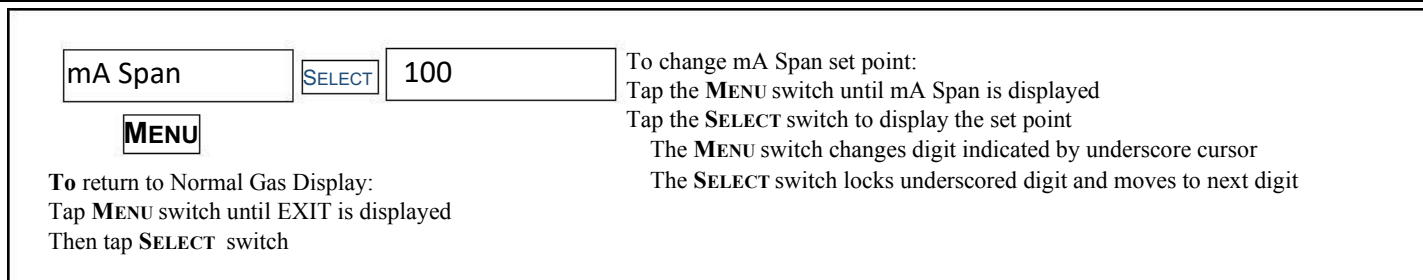 mA Span SELECT 100
MENU
To return to Normal Gas Display:
Tap MENU switch until EXIT is displayed
Then tap SELECT switch
To change mA Span set point:
Tap the MENU switch until mA Span is displayed
Tap the SELECT switch to display the set point
The MENU switch changes digit indicated by underscore cursor
The SELECT switch locks underscored digit and moves to next digit